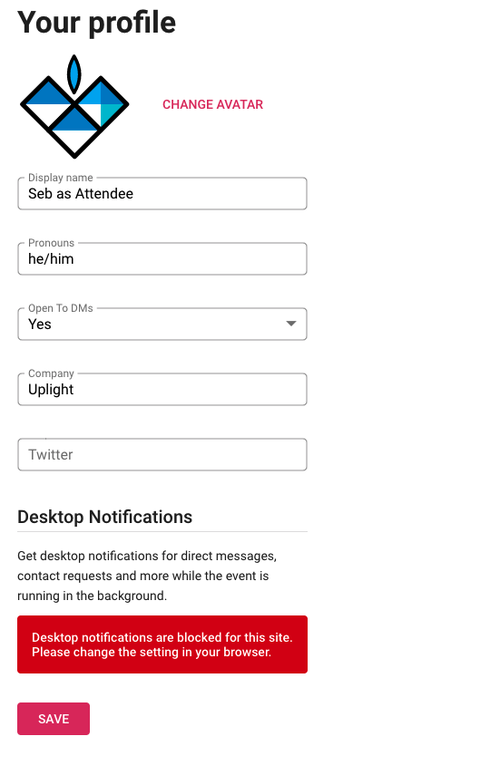 Your profile
CHANGE AVATAR
Display name
Seb as Attendee
Pronouns
he/him
Open To DMs
Yes
Company
Uplight
Twitter
Desktop Notifications
Get desktop notifications for direct messages,
contact requests and more while the event is
running in the background.
Desktop notifications are blocked for this site.
Please change the setting in your browser.
SAVE